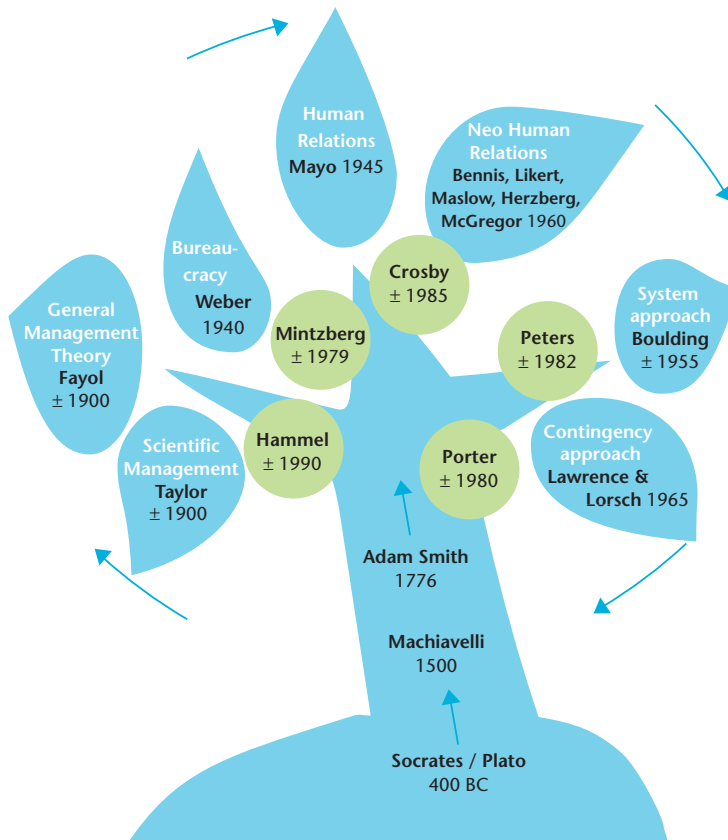 Human
Relations
Mayo 1945
Neo Human
Relations
Bennis, Likert,
Maslow, Herzberg,
McGregor 1960
Bureau-
cracy
Weber
1940
Crosby
± 1985
General
Management
Theory
Fayol
± 1900
Mintzberg
± 1979
Peters
± 1982
System
approach
Boulding
± 1955
Scientific
Management
Taylor
± 1900
Hammel
± 1990
Porter
± 1980
Contingency
approach
Lawrence &
Lorsch 1965
Adam Smith
1776
Machiavelli
1500
Socrates / Plato
400 BC